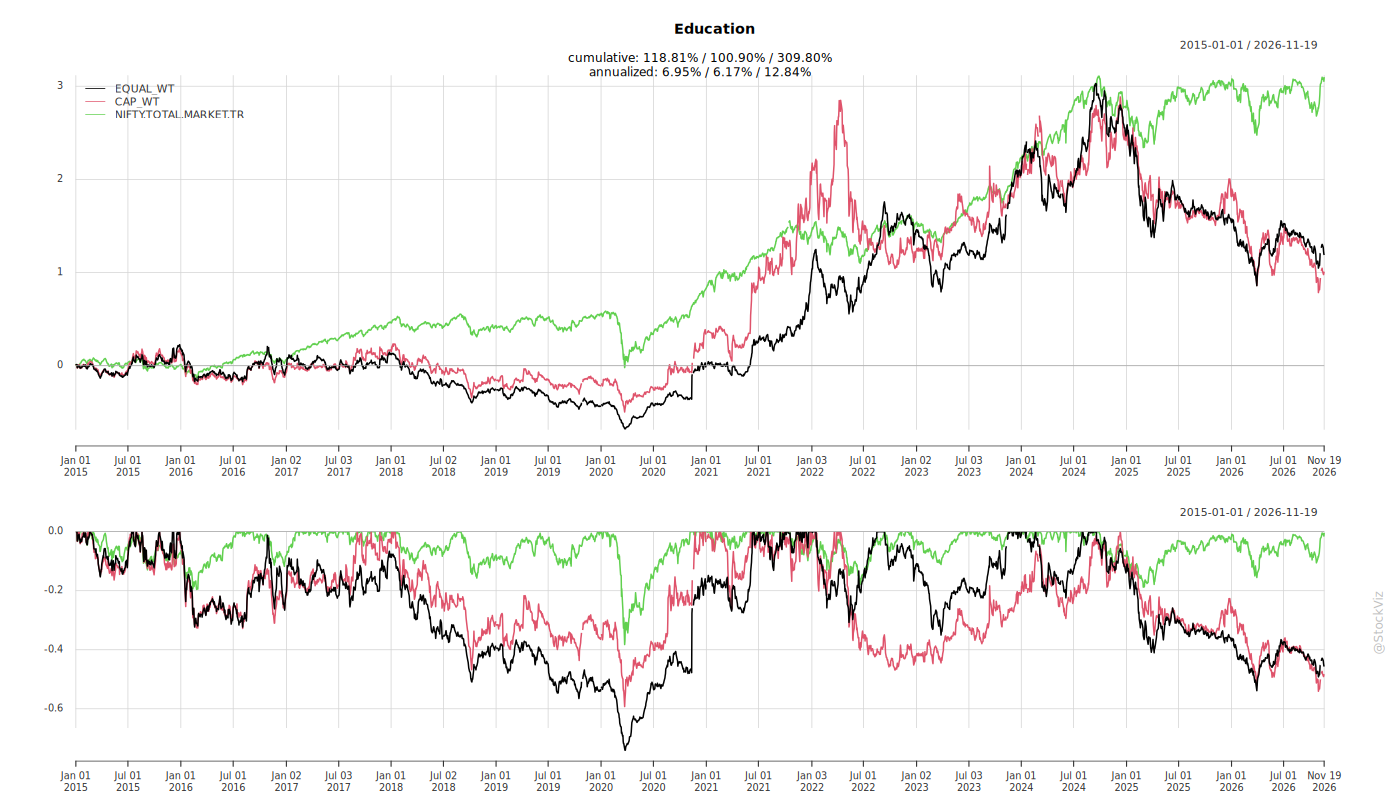 Education
2015-01-01 / 2026-11-19
cumulative: 118.81% / 100.90% / 309.80%
annualized: 6.95% / 6.17% / 12.84%
EQUAL_WT
CAP_WT
NIFTY.TOTAL.MARKET.TR
3
2
1
0
Jan 01 Jul 01 Jan 01 Jul 01 Jan 02 Jul 03 Jan 01 Jul 02 Jan 01 Jul 01 Jan 01 Jul 01 Jan 01 Jul 01 Jan 03 Jul 01 Jan 02 Jul 03 Jan 01 Jul 01 Jan 01 Jul 01 Jan 01 Jul 01 Nov 19
2015 2015 2016 2016 2017 2017 2018 2018 2019 2019 2020 2020 2021 2021 2022 2022 2023 2023 2024 2024 2025 2025 2026 2026 2026
2015-01-01 / 2026-11-19
0.0
-0.2
-0.4
-0.6
Jan 01 Jul 01 Jan 01 Jul 01 Jan 02 Jul 03 Jan 01 Jul 02 Jan 01 Jul 01 Jan 01 Jul 01 Jan 01 Jul 01 Jan 03 Jul 01 Jan 02 Jul 03 Jan 01 Jul 01 Jan 01 Jul 01 Jan 01 Jul 01 Nov 19
2015 2015 2016 2016 2017 2017 2018 2018 2019 2019 2020 2020 2021 2021 2022 2022 2023 2023 2024 2024 2025 2025 2026 2026 2026
@StockViz